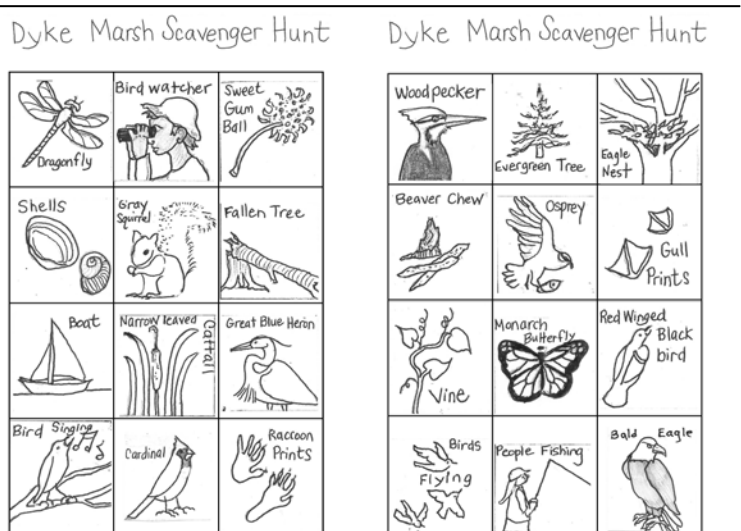 Dyke Marsh Scavenger Hunt
Dragonfly
Bird watcher
Sweet
Gum
Ball
Shells
Gray
Squirrel
Fallen Tree
Boat
Narrow leaved
Cattail
Great Blue Heron
Bird Singing
Cardinal
Raccoon
Prints
Dyke Marsh Scavenger Hunt
Woodpecker
Evergreen Tree
Eagle
Nest
Beaver Chew
Osprey
Gull
Prints
Vine
Monarch
Butterfly
Red Winged
Black
bird
Birds
Flying
People Fishing
Bald Eagle